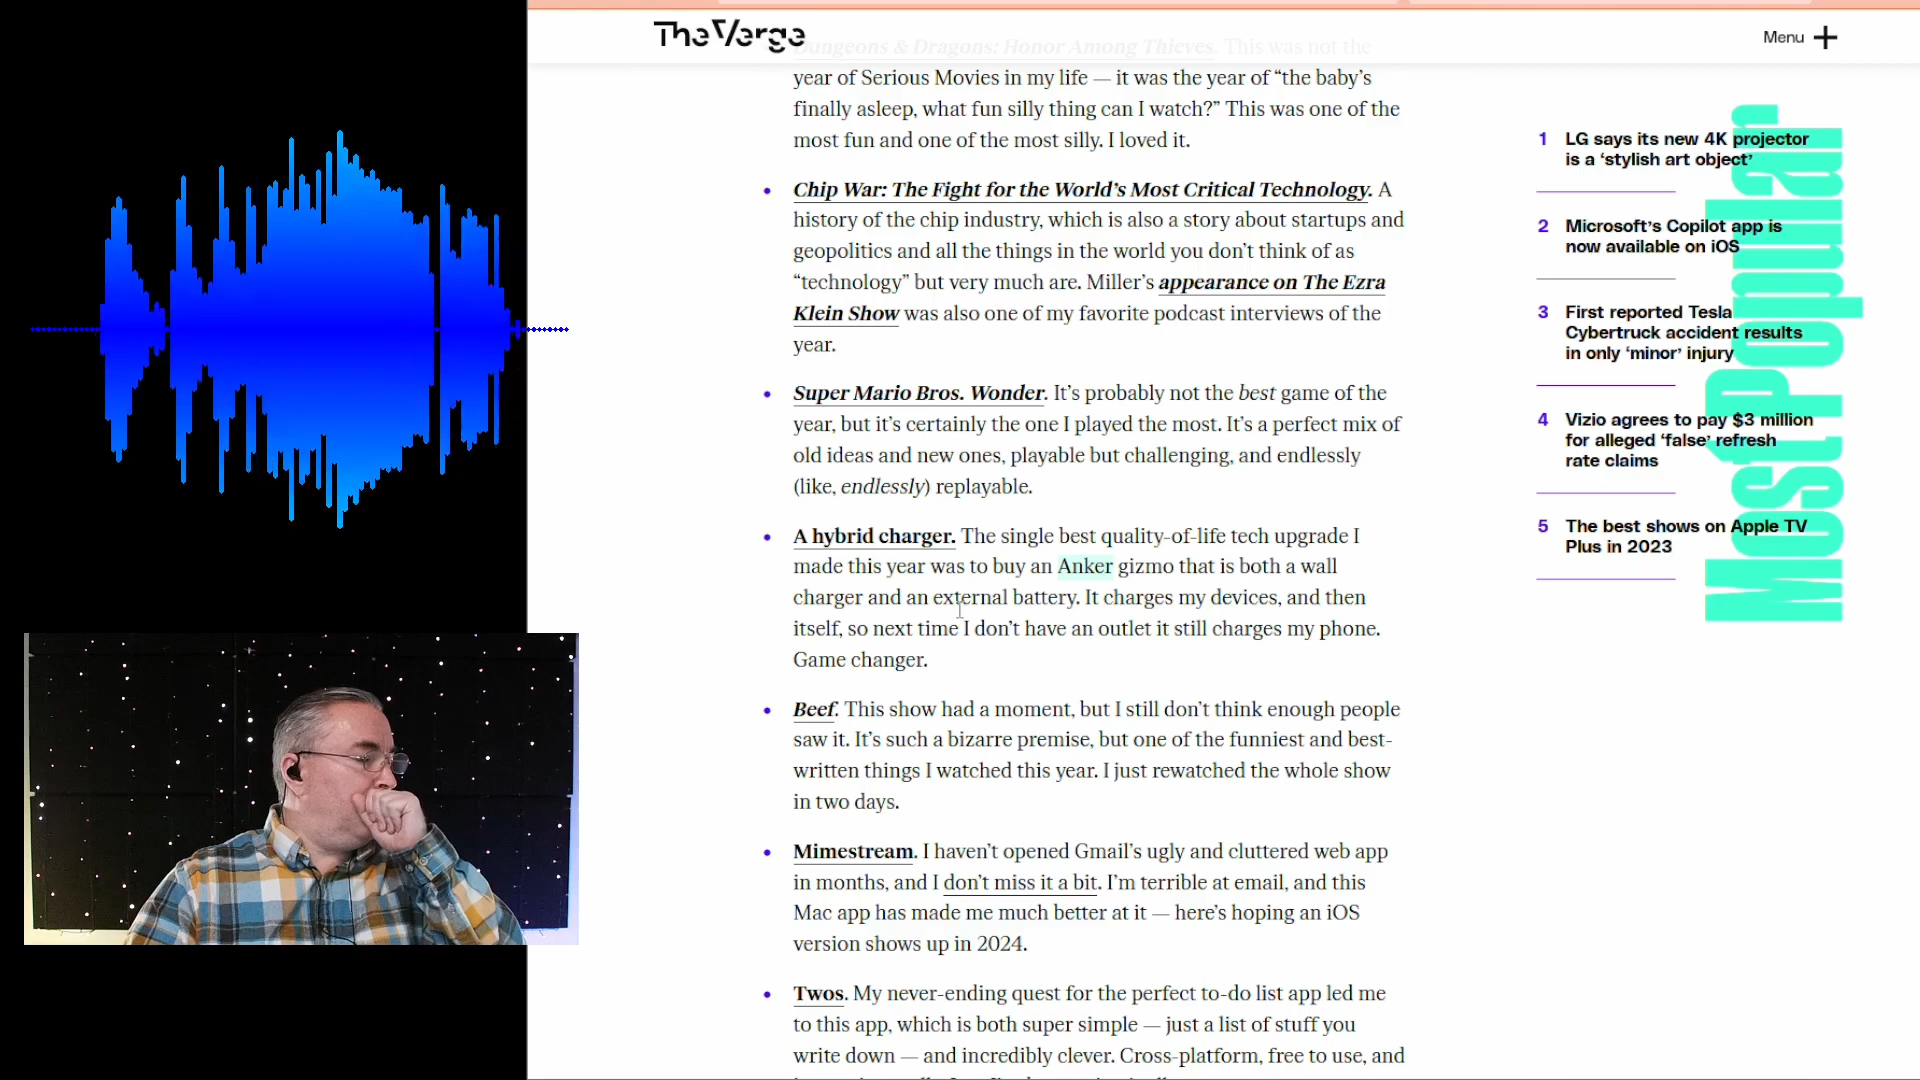 The Verge
Menu
Dungeons & Dragons: Honor Among Thieves. This was not the
year of Serious Movies in my life — it was the year of “the baby’s
finally asleep, what fun silly thing can I watch?” This was one of the
most fun and one of the most silly. I loved it.
Chip War: The Fight for the World’s Most Critical Technology. A
history of the chip industry, which is also a story about startups and
geopolitics and all the things in the world you don’t think of as
“technology” but very much are. Miller’s appearance on The Ezra
Klein Show was also one of my favorite podcast interviews of the
year.
Super Mario Bros. Wonder. It’s probably not the best game of the
year, but it’s certainly the one I played the most. It’s a perfect mix of
old ideas and new ones, playable but challenging, and endlessly
(like, endlessly) replayable.
A hybrid charger. The single best quality-of-life tech upgrade I
made this year was to buy an Anker gizmo that is both a wall
charger and an external battery. It charges my devices, and then
itself, so next time I don’t have an outlet it still charges my phone.
Game changer.
Beef. This show had a moment, but I still don’t think enough people
saw it. It’s such a bizarre premise, but one of the funniest and best-
written things I watched this year. I just rewatched the whole show
in two days.
Mimestream. I haven’t opened Gmail’s ugly and cluttered web app
in months, and I don’t miss it a bit. I’m terrible at email, and this
Mac app has made me much better at it — here’s hoping an iOS
version shows up in 2024.
Twos. My never-ending quest for the perfect to-do list app led me
to this app, which is both super simple — just a list of stuff you
write down — and incredibly clever. Cross-platform, free to use, and
Most Popular
1 LG says its new 4K projector
is a ‘stylish art object’
2 Microsoft’s Copilot app is
now available on iOS
3 First reported Tesla
Cybertruck accident results
in only ‘minor’ injury
4 Vizio agrees to pay $3 million
for alleged ‘false’ refresh
rate claims
5 The best shows on Apple TV
Plus in 2023